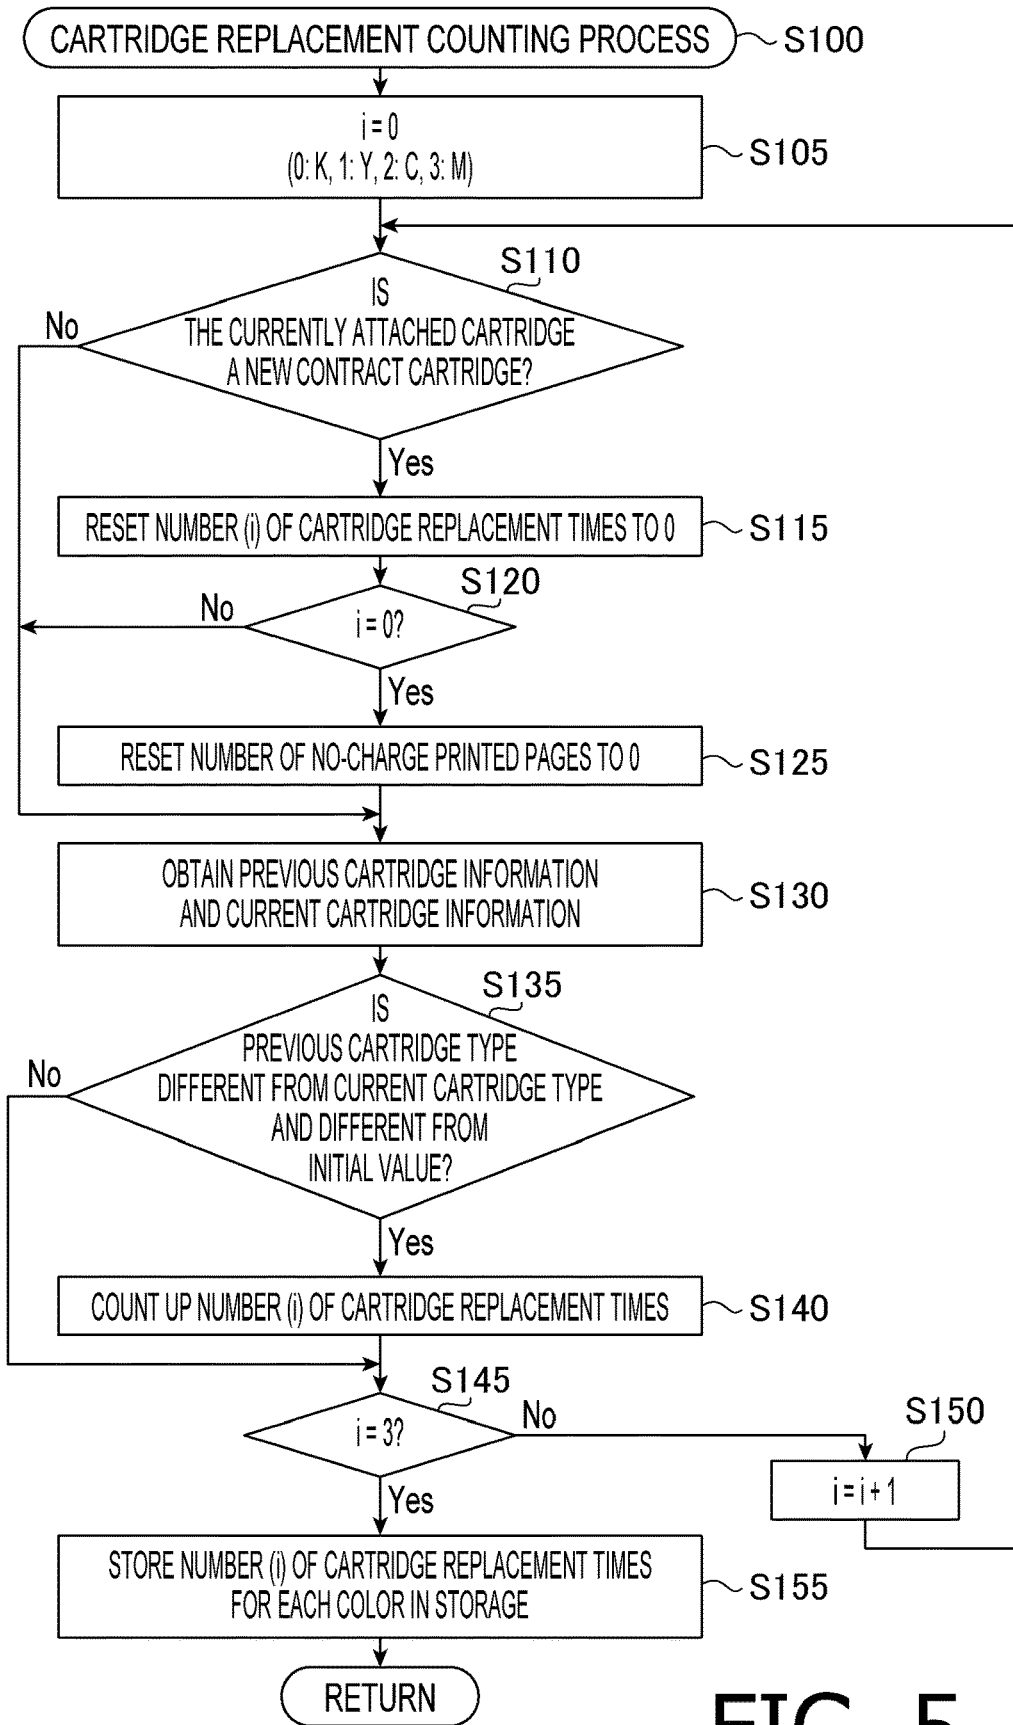 CARTRIDGE REPLACEMENT COUNTING PROCESS
S100
i = 0
(0: K, 1: Y, 2: C, 3: M)
S105
S110
IS
THE CURRENTLY ATTACHED CARTRIDGE
A NEW CONTRACT CARTRIDGE?
No
Yes
RESET NUMBER (i) OF CARTRIDGE REPLACEMENT TIMES TO 0
S115
S120
i = 0?
No
Yes
RESET NUMBER OF NO-CHARGE PRINTED PAGES TO 0
S125
OBTAIN PREVIOUS CARTRIDGE INFORMATION
AND CURRENT CARTRIDGE INFORMATION
S130
S135
IS
PREVIOUS CARTRIDGE TYPE
DIFFERENT FROM CURRENT CARTRIDGE TYPE
AND DIFFERENT FROM
INITIAL VALUE?
No
Yes
COUNT UP NUMBER (i) OF CARTRIDGE REPLACEMENT TIMES
S140
S145
i = 3?
No
Yes
S150
i = i + 1
STORE NUMBER (i) OF CARTRIDGE REPLACEMENT TIMES
FOR EACH COLOR IN STORAGE
S155
RETURN
FIG. 5